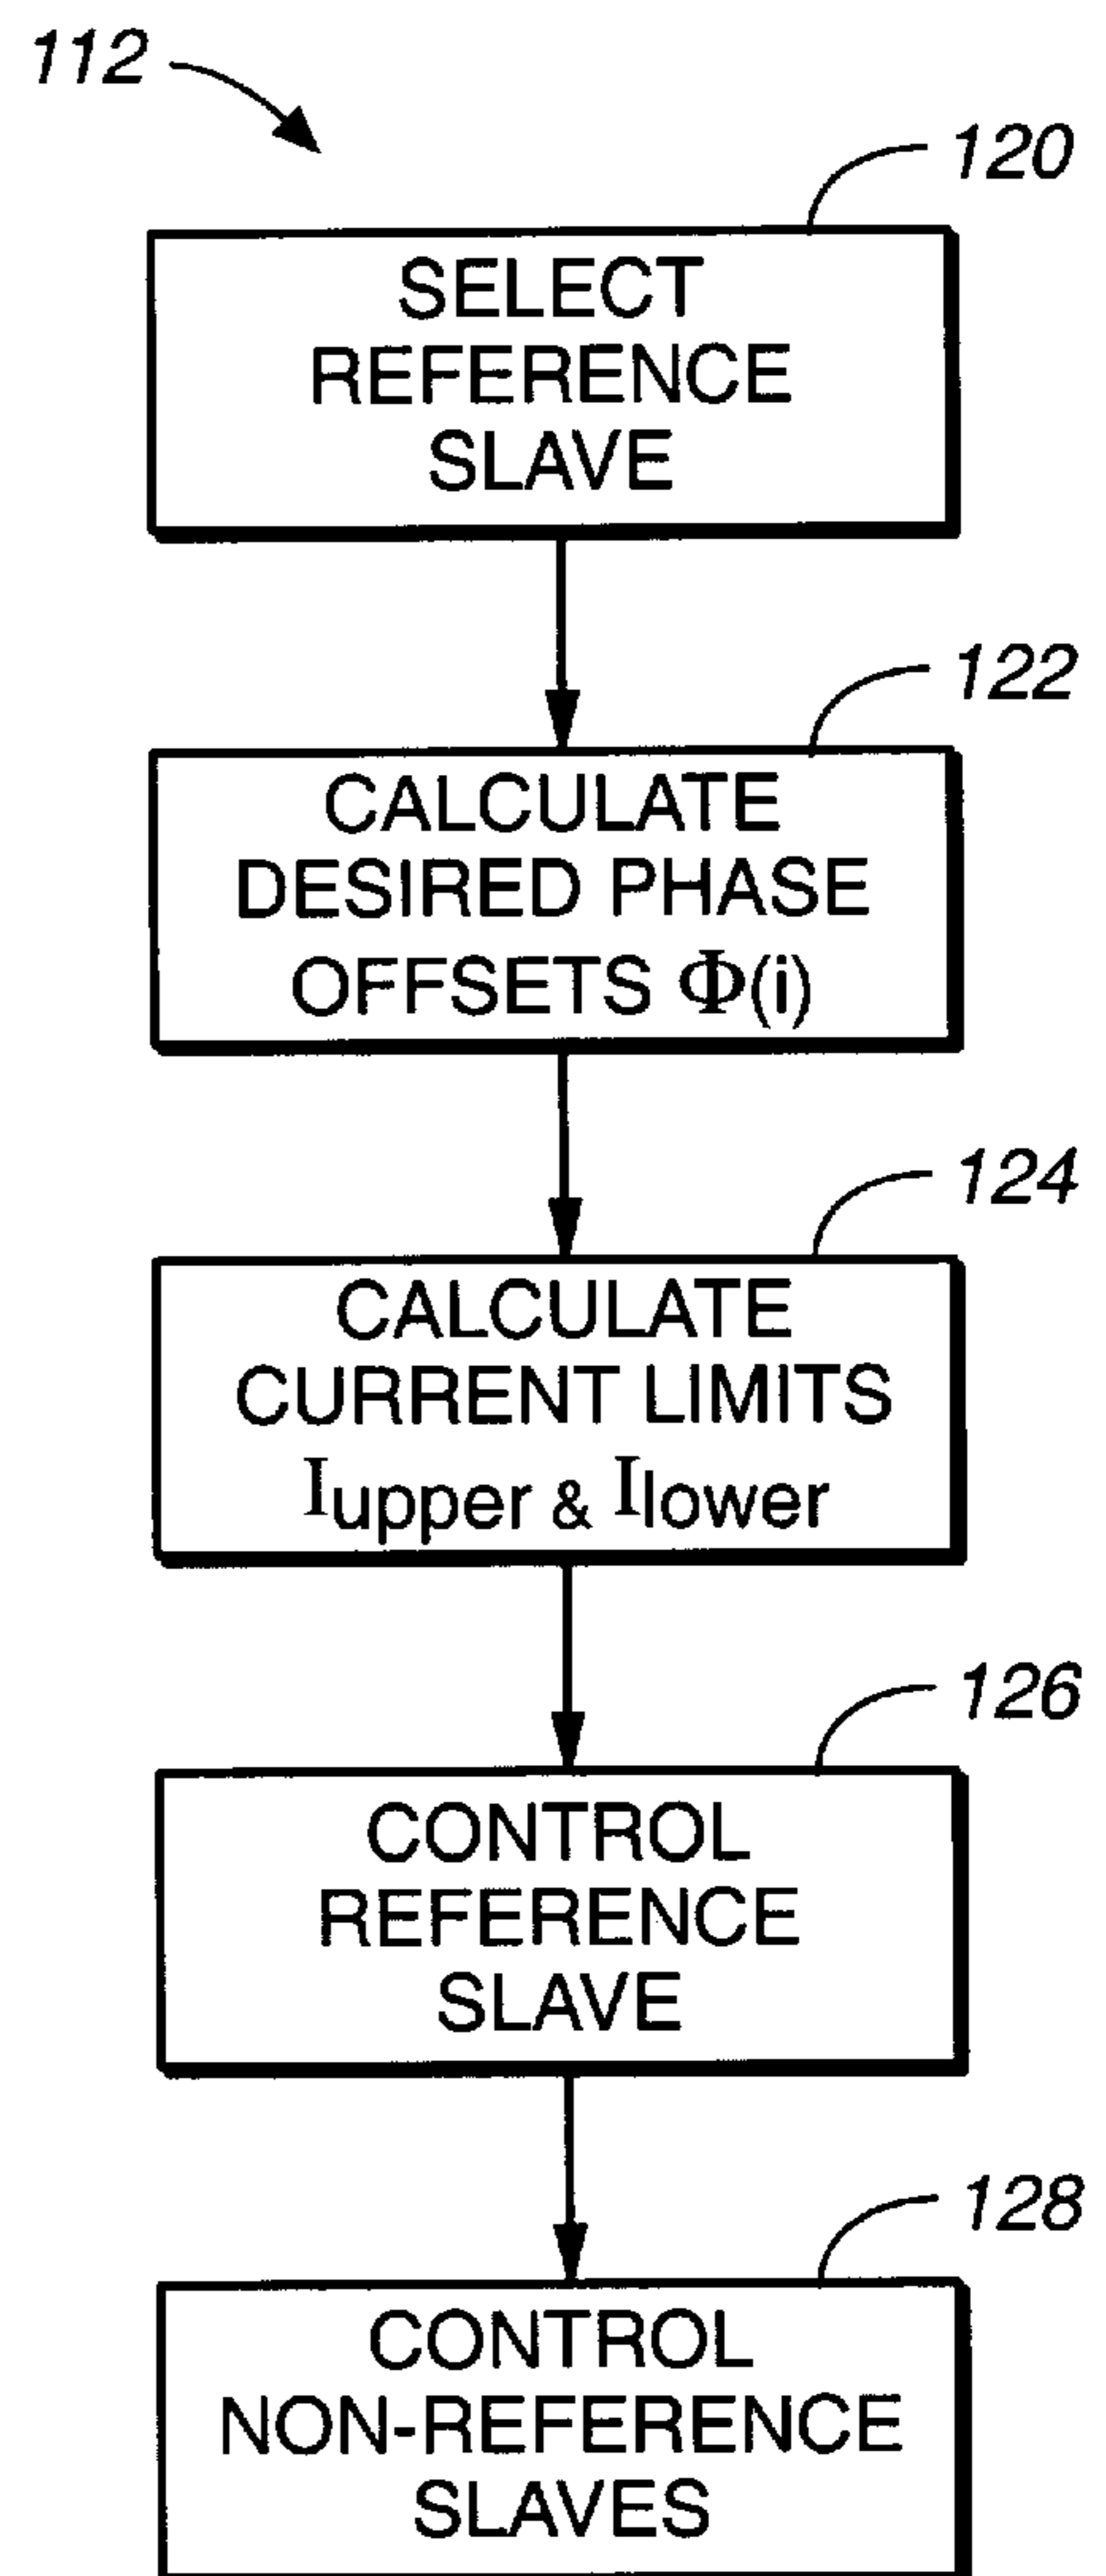 112
120
SELECT
REFERENCE
SLAVE
122
CALCULATE
DESIRED PHASE
OFFSETS Φ(i)
124
CALCULATE
CURRENT LIMITS
Iupper & Ilower
126
CONTROL
REFERENCE
SLAVE
128
CONTROL
NON-REFERENCE
SLAVES